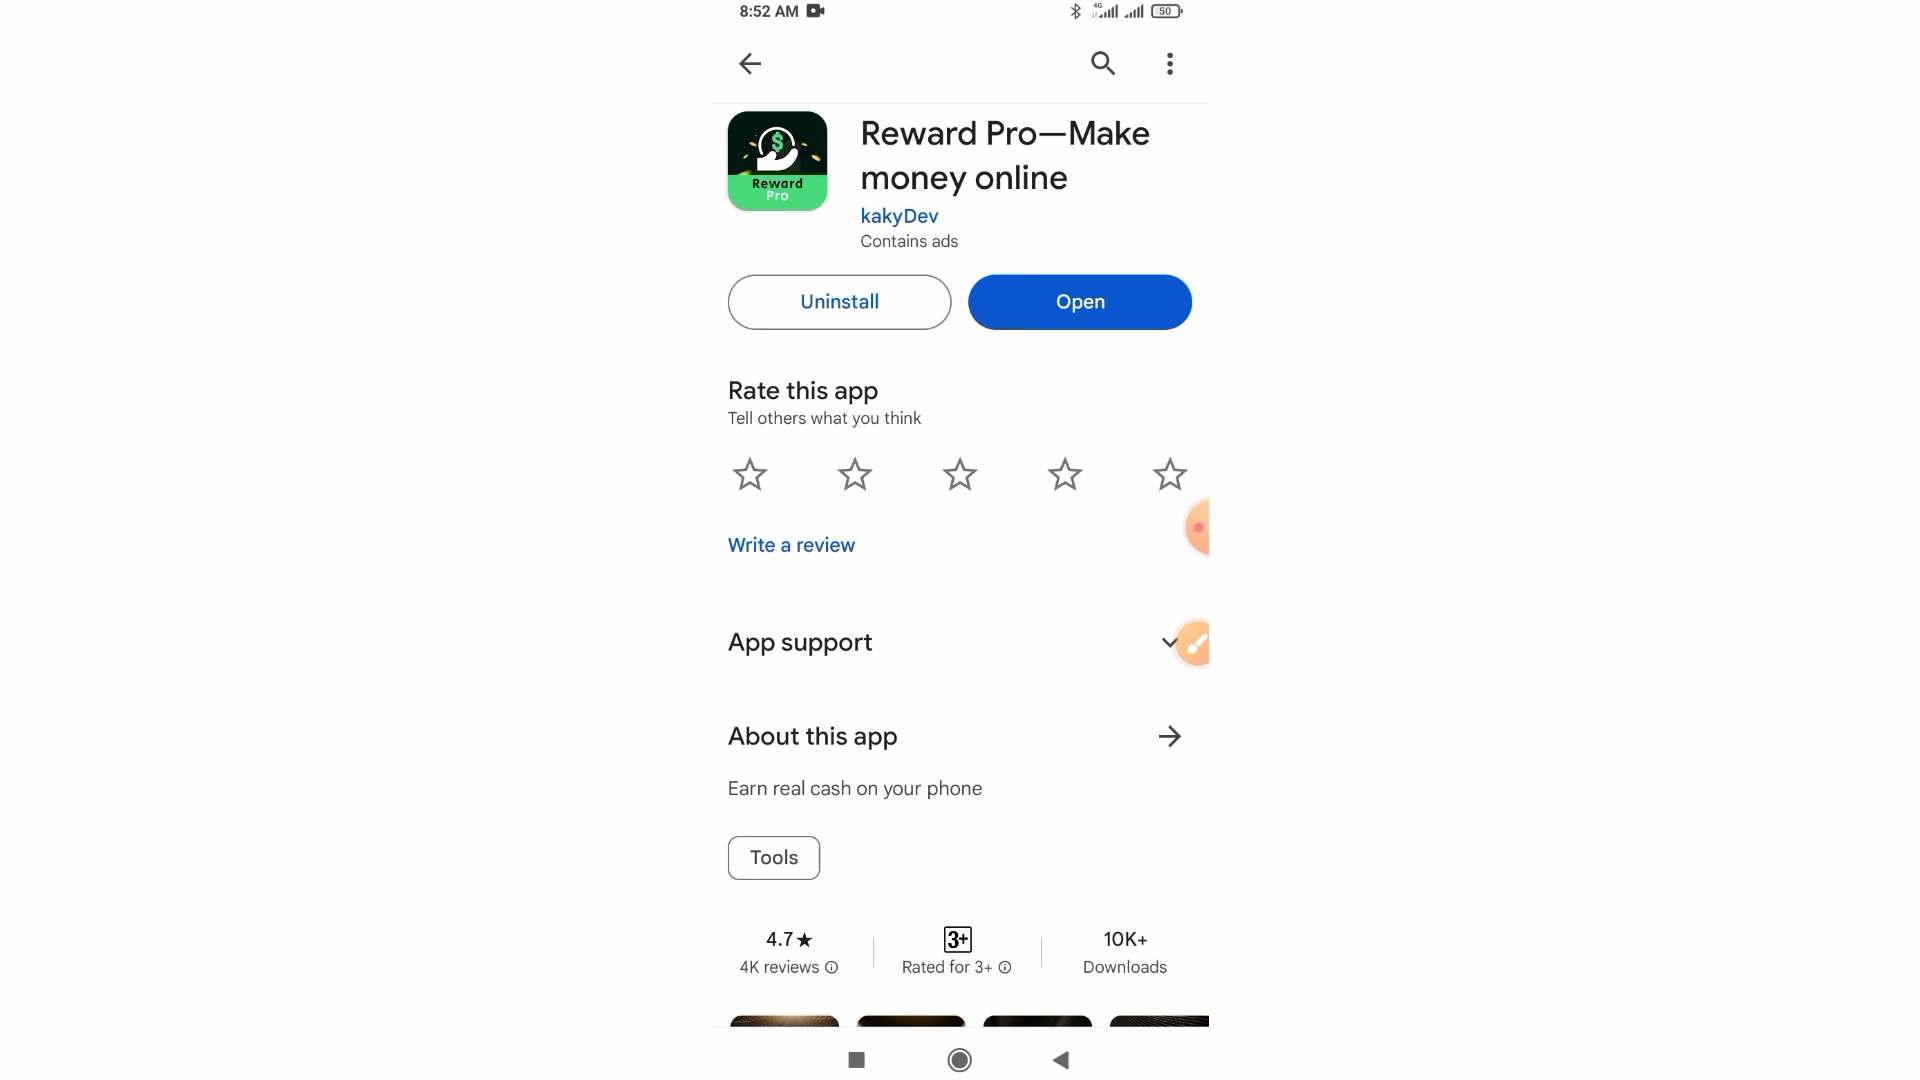 8:52 AM
4G
50
Reward Pro—Make
money online
Reward
Pro
kakyDev
Contains ads
Uninstall
Open
Rate this app
Tell others what you think
Write a review
App support
About this app
Earn real cash on your phone
Tools
4.7★
3+
10K+
4K reviews
Rated for 3+
Downloads